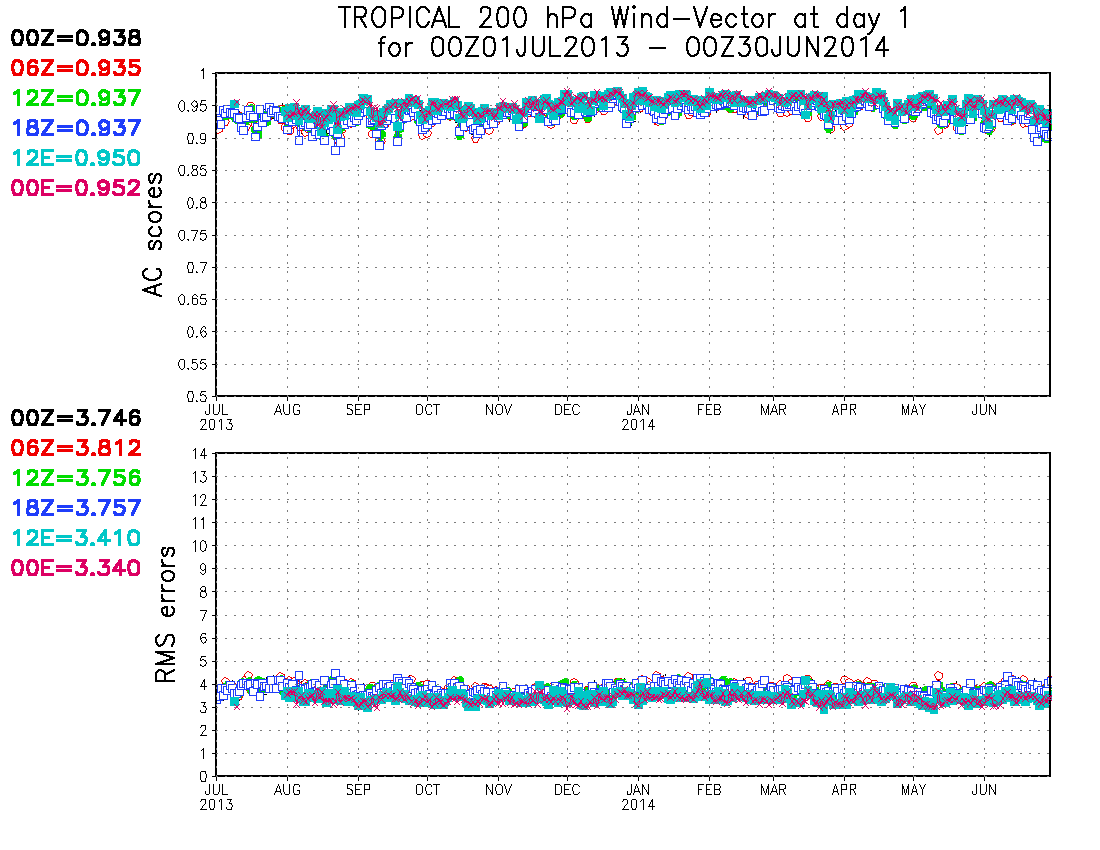 TROPICAL 200 hPa Wind-Vector at day 1
for 00Z01JUL2013 - 00Z30JUN2014
00Z=0.938
06Z=0.935
12Z=0.937
18Z=0.937
12E=0.950
00E=0.952
AC scores
1
0.95
0.9
0.85
0.8
0.75
0.7
0.65
0.6
0.55
0.5
JUL AUG SEP OCT NOV DEC JAN FEB MAR APR MAY JUN
2013 2014
00Z=3.746
06Z=3.812
12Z=3.756
18Z=3.757
12E=3.410
00E=3.340
RMS errors
14
13
12
11
10
9
8
7
6
5
4
3
2
1
0
JUL AUG SEP OCT NOV DEC JAN FEB MAR APR MAY JUN
2013 2014